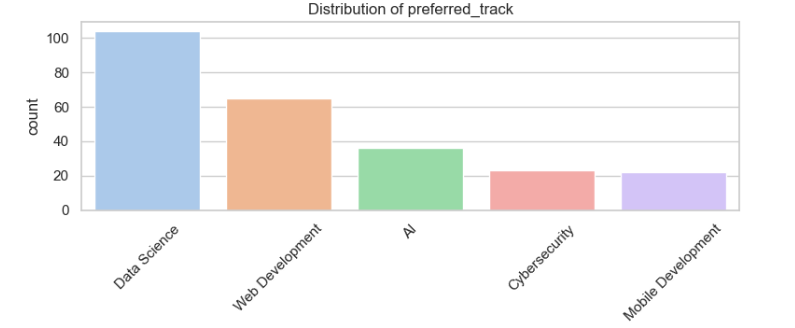 Distribution of preferred_track
count
100
80
60
40
20
0
Data Science
Web Development
AI
Cybersecurity
Mobile Development